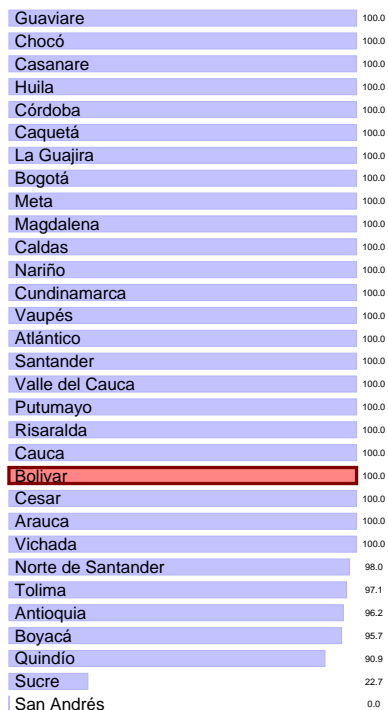 Guaviare 100.0
Chocó 100.0
Casanare 100.0
Huila 100.0
Córdoba 100.0
Caquetá 100.0
La Guajira 100.0
Bogotá 100.0
Meta 100.0
Magdalena 100.0
Caldas 100.0
Nariño 100.0
Cundinamarca 100.0
Vaupés 100.0
Atlántico 100.0
Santander 100.0
Valle del Cauca 100.0
Putumayo 100.0
Risaralda 100.0
Cauca 100.0
Bolivar 100.0
Cesar 100.0
Arauca 100.0
Vichada 100.0
Norte de Santander 98.0
Tolima 97.1
Antioquia 96.2
Boyacá 95.7
Quindío 90.9
Sucre 22.7
San Andrés 0.0